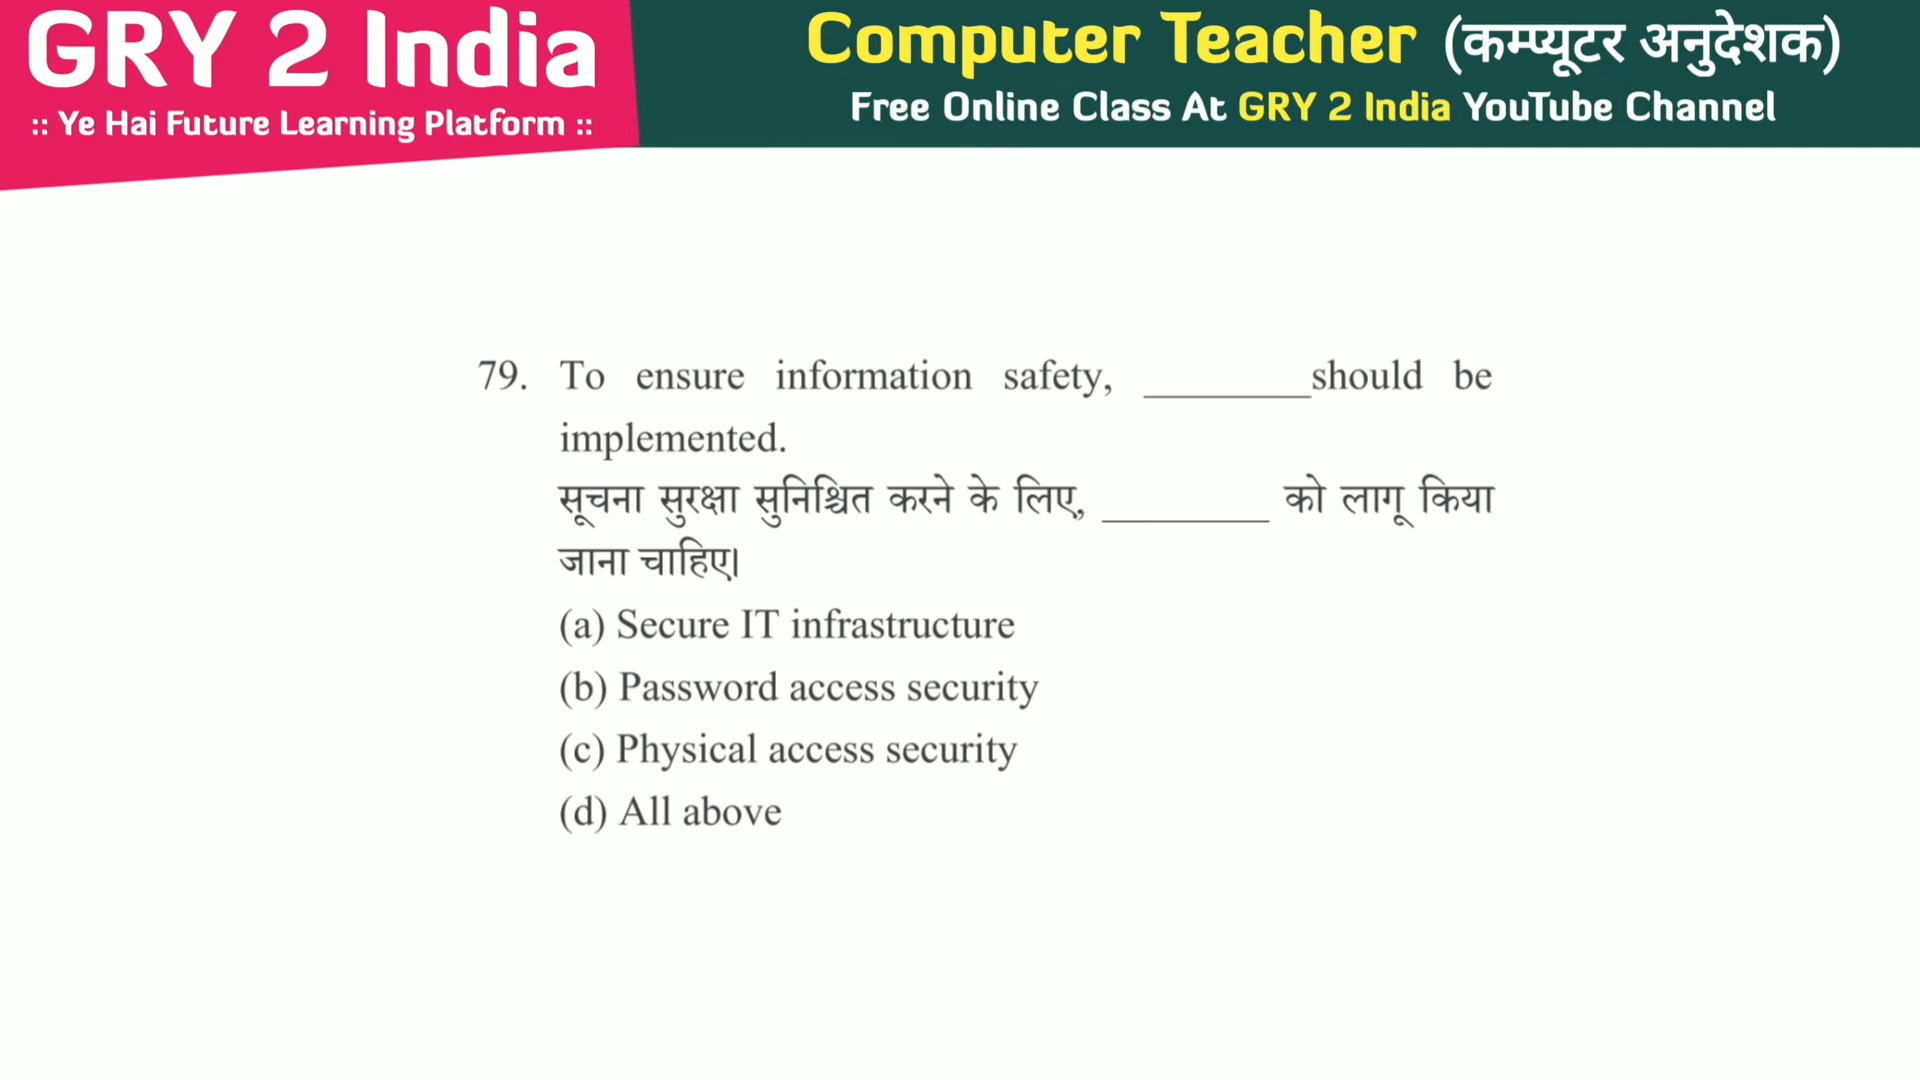 GRY 2 India
:: Ye Hai Future Learning Platform ::
Computer Teacher (कम्प्यूटर अनुदेशक)
Free Online Class At GRY 2 India YouTube Channel
79. To ensure information safety, ________should be
implemented.
सूचना सुरक्षा सुनिश्चित करने के लिए, ________ को लागू किया
जाना चाहिए।
(a) Secure IT infrastructure
(b) Password access security
(c) Physical access security
(d) All above